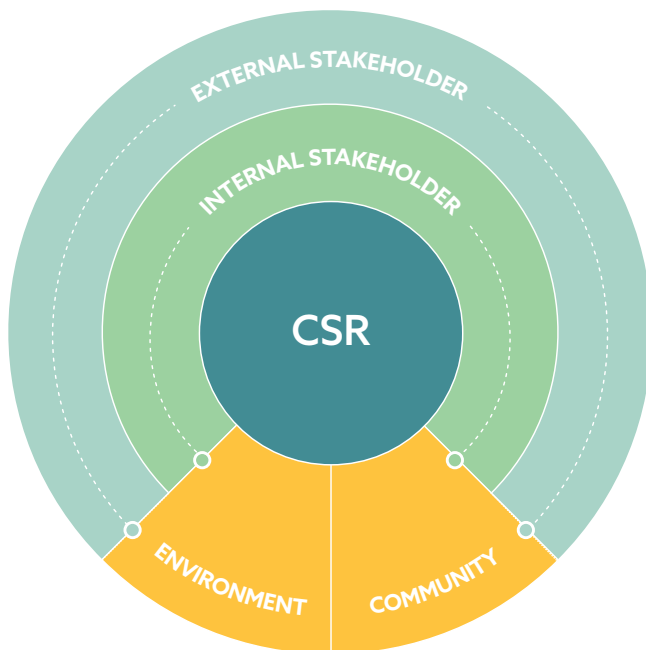 EXTERNAL STAKEHOLDER
INTERNAL STAKEHOLDER
CSR
ENVIRONMENT
COMMUNITY